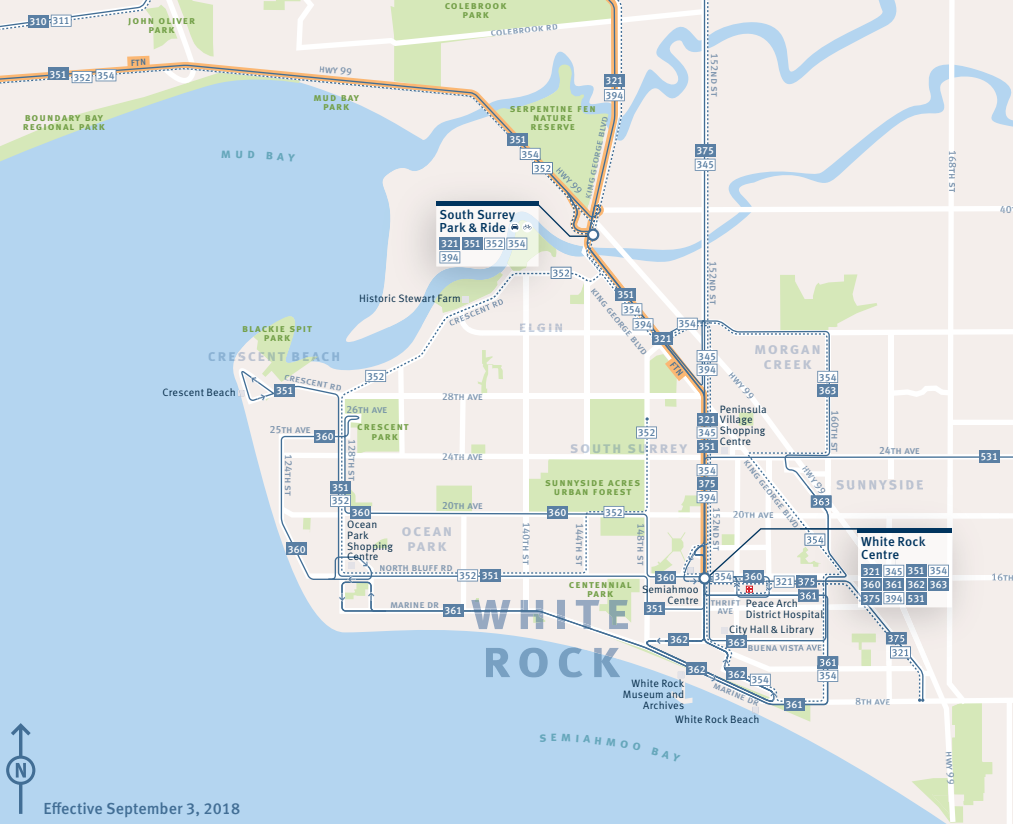 COLEBROOK
PARK
310 311
JOHN OLIVER
PARK
COLEBROOK RD
FTN
351 352 354
HWY 99
152ND ST
321
394
MUD BAY
PARK
SERPENTINE FEN
NATURE
RESERVE
BOUNDARY BAY
REGIONAL PARK
KING GEORGE BLVD
351
354
352
MUD BAY
375
345
168TH ST
HWY 99
South Surrey
Park & Ride
321 351 352 354
394
40
352
152ND ST
Historic Stewart Farm
CRESCENT RD
351
354
394
KING GEORGE BLVD
ELGIN
354
321
BLACKIE SPIT
PARK
CRESCENT BEACH
345
394
MORGAN
CREEK
FTN
HWY 99
352
354
363
Crescent Beach
351
CRESCENT RD
28TH AVE
26TH AVE
160TH ST
25TH AVE
360
CRESCENT
PARK
352
321
345
351
Peninsula
Village
Shopping
Centre
128TH ST
124TH ST
24TH AVE
SOUTH SURREY
24TH AVE
531
354
375
394
KING GEORGE BLVD
HWY 99
SUNNYSIDE
351
352
SUNNYSIDE ACRES
URBAN FOREST
363
360
20TH AVE
360
352
152ND ST
20TH AVE
Ocean
Park
Shopping
Centre
OCEAN
PARK
140TH ST
144TH ST
148TH ST
354
White Rock
Centre
321 345 351 354
360 361 362 363
375 394 531
360
NORTH BLUFF RD
352 351
360
354
360
321
375
16TH
CENTENNIAL
PARK
Semiahmoo
Centre
361
MARINE DR
361
WHITE
ROCK
351
THRIFT
AVE
Peace Arch
District Hospital
City Hall & Library
362
363
BUENA VISTA AVE
375
321
362
362
354
361
354
White Rock
Museum and
Archives
MARINE DR
361
8TH AVE
White Rock Beach
SEMIAHMOO BAY
HWY 99
N
Effective September 3, 2018